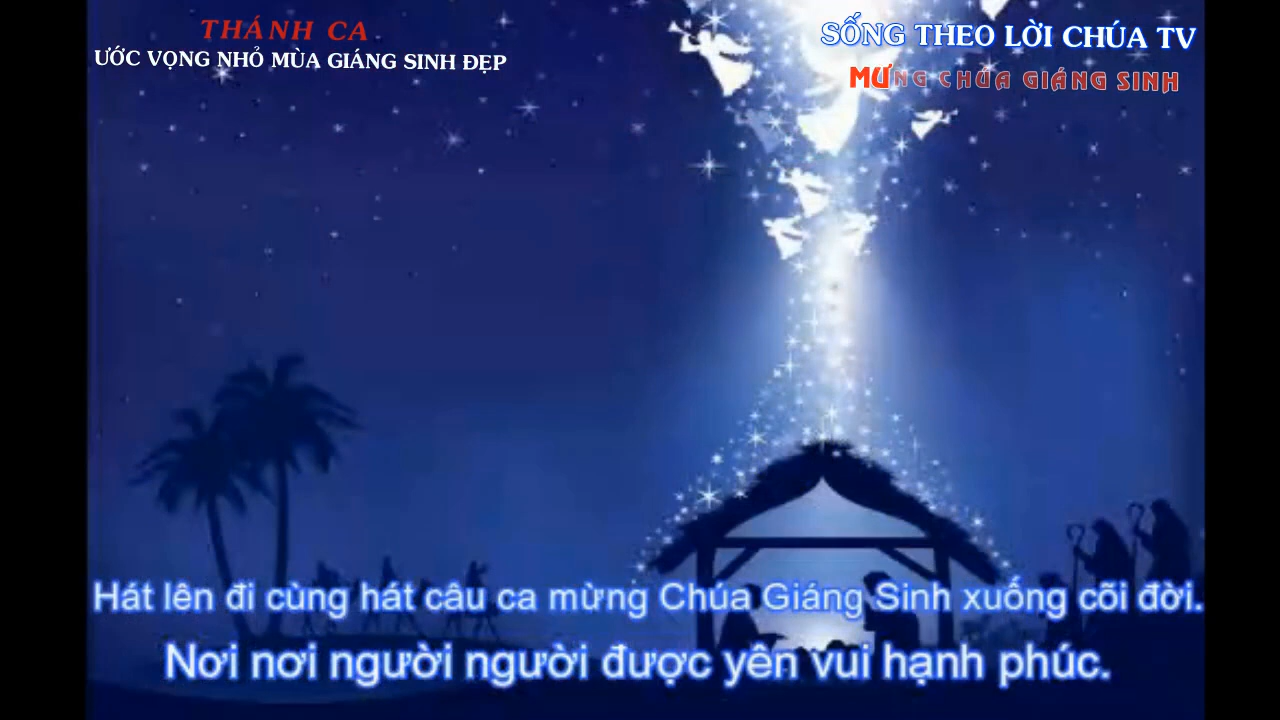 THÁNH CA
ƯỚC VỌNG NHỎ MÙA GIÁNG SINH ĐẸP
SỐNG THEO LỜI CHÚA TV
MƯNG CHÚA GIÁNG SINH
Hát lên đi cùng hát câu ca mừng Chúa Giáng Sinh xuống cõi đời.
Nơi nơi người người được yên vui hạnh phúc.